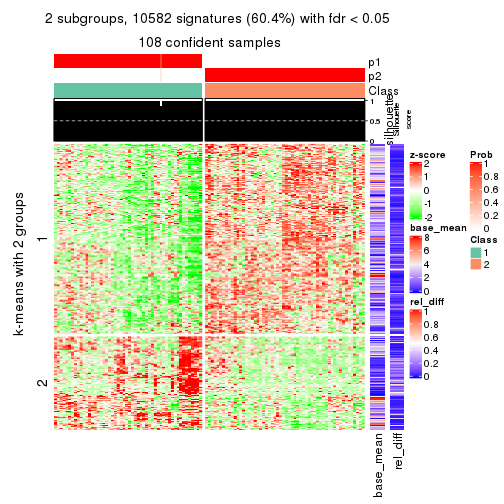 2 subgroups, 10582 signatures (60.4%) with fdr < 0.05
108 confident samples
p1
p2
Class
silhouette
Silhouette
score
1
0.5
0
k-means with 2 groups
1
2
base_mean
rel_diff
z-score
2
1
0
-1
-2
base_mean
8
6
4
2
0
rel_diff
1
0.8
0.6
0.4
0.2
0
Prob
1
0.8
0.6
0.4
0.2
0
Class
1
2